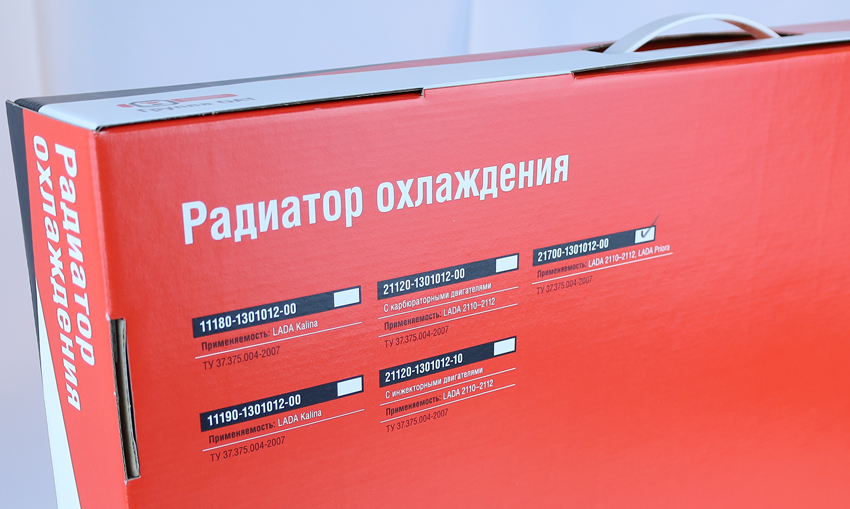 Группа ОАТ
Радиатор
охлаждения
Радиатор охлаждения
11180-1301012-00
Применяемость: LADA Kalina
ТУ 37.375.004-2007
21120-1301012-00
С карбюраторными двигателями
Применяемость: LADA 2110–2112
ТУ 37.375.004-2007
21700-1301012-00
Применяемость: LADA 2110–2112, LADA Priora
ТУ 37.375.004-2007
11190-1301012-00
Применяемость: LADA Kalina
ТУ 37.375.004-2007
21120-1301012-10
С инжекторными двигателями
Применяемость: LADA 2110–2112
ТУ 37.375.004-2007